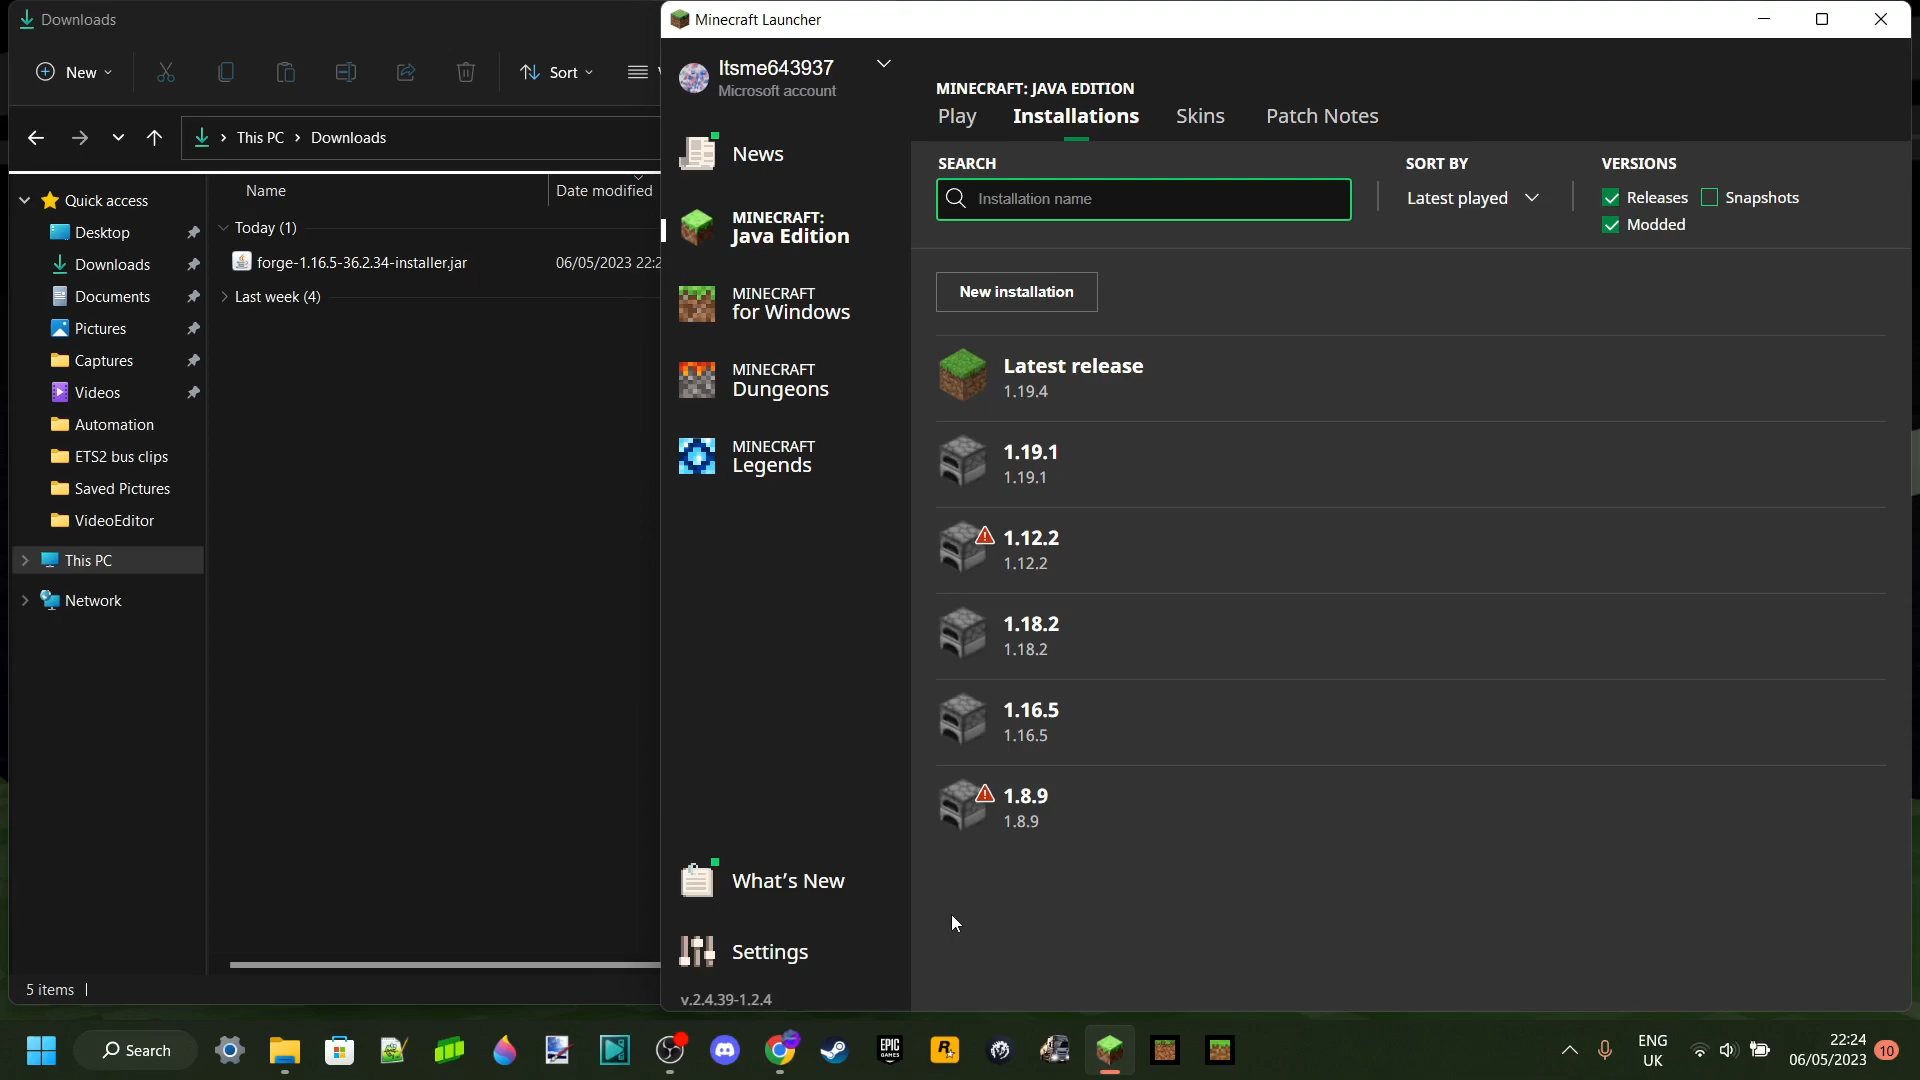 Downloads
New
Sort
This PC > Downloads
Name
Date modified
Quick access
Desktop
Downloads
Documents
Pictures
Captures
Videos
Automation
ETS2 bus clips
Saved Pictures
VideoEditor
This PC
Network
Today (1)
forge-1.16.5-36.2.34-installer.jar
06/05/2023 22:2
Last week (4)
5 items
Minecraft Launcher
Itsme643937
Microsoft account
News
MINECRAFT:
Java Edition
MINECRAFT
for Windows
MINECRAFT
Dungeons
MINECRAFT
Legends
What's New
Settings
v.2.4.39-1.2.4
MINECRAFT: JAVA EDITION
Play Installations Skins Patch Notes
SEARCH
Installation name
SORT BY
Latest played
VERSIONS
Releases Snapshots
Modded
New installation
Latest release
1.19.4
1.19.1
1.19.1
1.12.2
1.12.2
1.18.2
1.18.2
1.16.5
1.16.5
1.8.9
1.8.9
Search
EPIC
GAMES
R
ENG
UK
22:24
06/05/2023
10